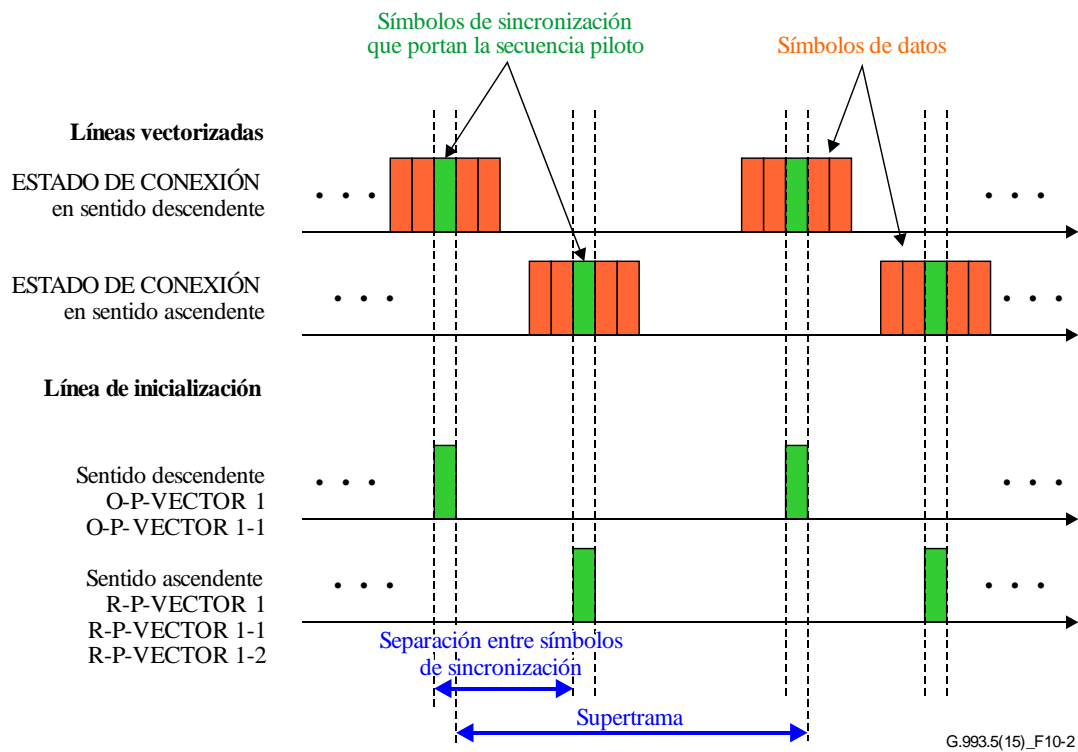 Símbolos de sincronización
que portan la secuencia piloto
Símbolos de datos
Líneas vectorizadas
ESTADO DE CONEXIÓN
en sentido descendente
ESTADO DE CONEXIÓN
en sentido ascendente
Línea de inicialización
Sentido descendente
O-P-VECTOR 1
O-P-VECTOR 1-1
Sentido ascendente
R-P-VECTOR 1
R-P-VECTOR 1-1
R-P-VECTOR 1-2
Separación entre símbolos
de sincronización
Supertrama
G.993.5(15)_F10-2